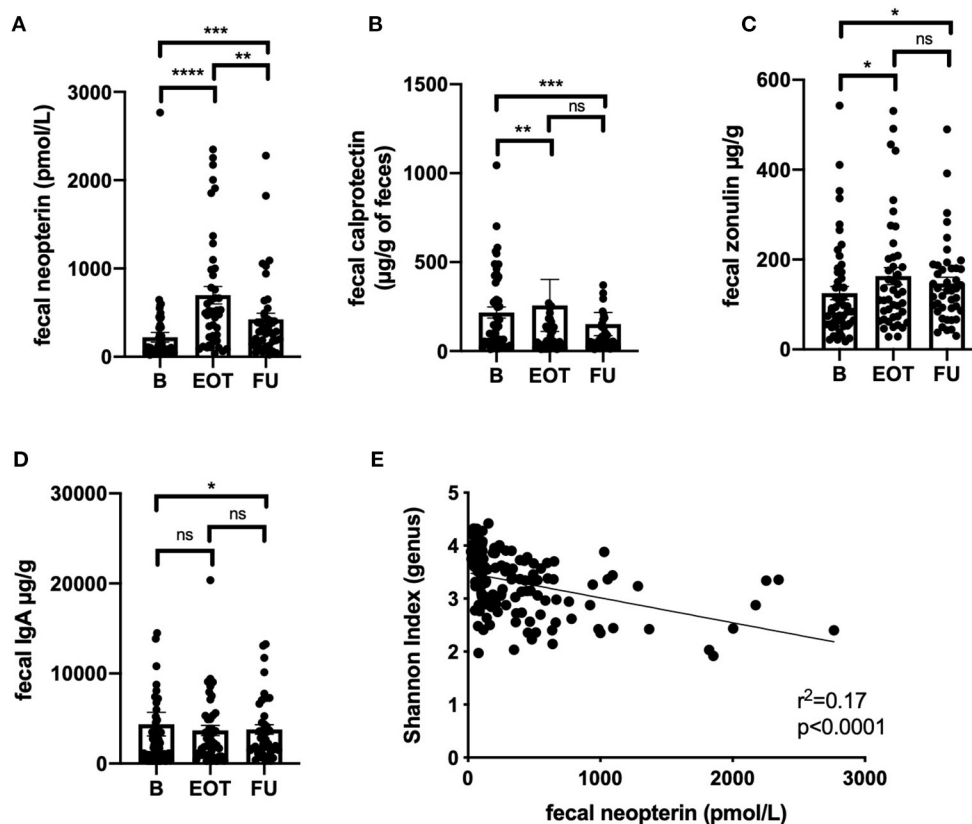 A
***
****
**
fecal neopterin (pmol/L)
3000
2000
1000
0
B
EOT
FU
B
***
**
ns
fecal calprotectin
(µg/g of feces)
1500
1000
500
0
B
EOT
FU
C
*
*
ns
fecal zonulin µg/g
600
400
200
0
B
EOT
FU
D
*
ns
ns
fecal IgA µg/g
30000
20000
10000
0
B
EOT
FU
E
Shannon Index (genus)
5
4
3
2
1
0
r²=0.17
p<0.0001
0
1000
2000
3000
fecal neopterin (pmol/L)